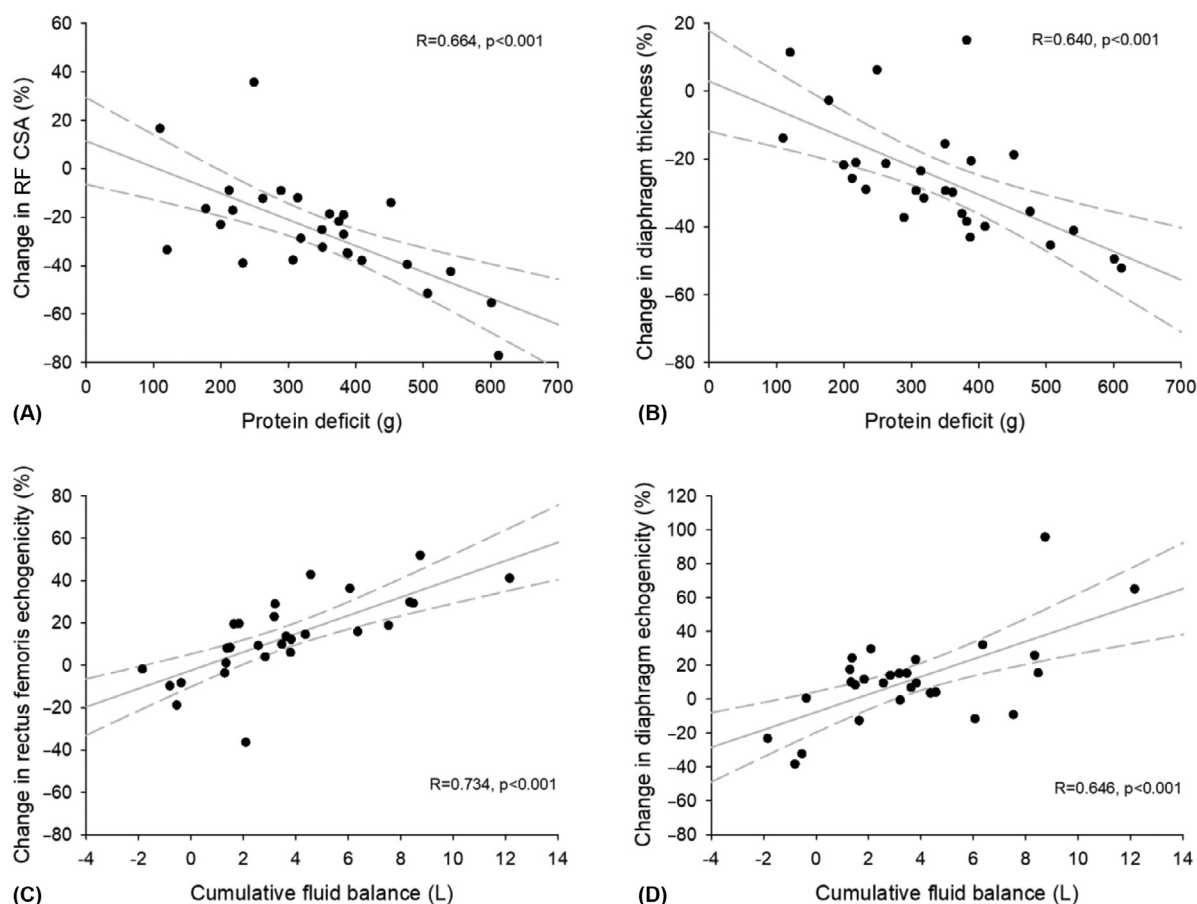 60
40
20
0
–20
–40
–60
–80
Change in RF CSA (%)
R=0.664, p<0.001
0 100 200 300 400 500 600 700
Protein deficit (g)
(A)
20
0
–20
–40
–60
–80
Change in diaphragm thickness (%)
R=0.640, p<0.001
0 100 200 300 400 500 600 700
Protein deficit (g)
(B)
100
80
60
40
20
0
–20
–40
–60
–80
Change in rectus femoris echogenicity (%)
R=0.734, p<0.001
–4 –2 0 2 4 6 8 10 12 14
Cumulative fluid balance (L)
(C)
120
100
80
60
40
20
0
–20
–40
–60
–80
Change in diaphragm echogenicity (%)
R=0.646, p<0.001
–4 –2 0 2 4 6 8 10 12 14
Cumulative fluid balance (L)
(D)